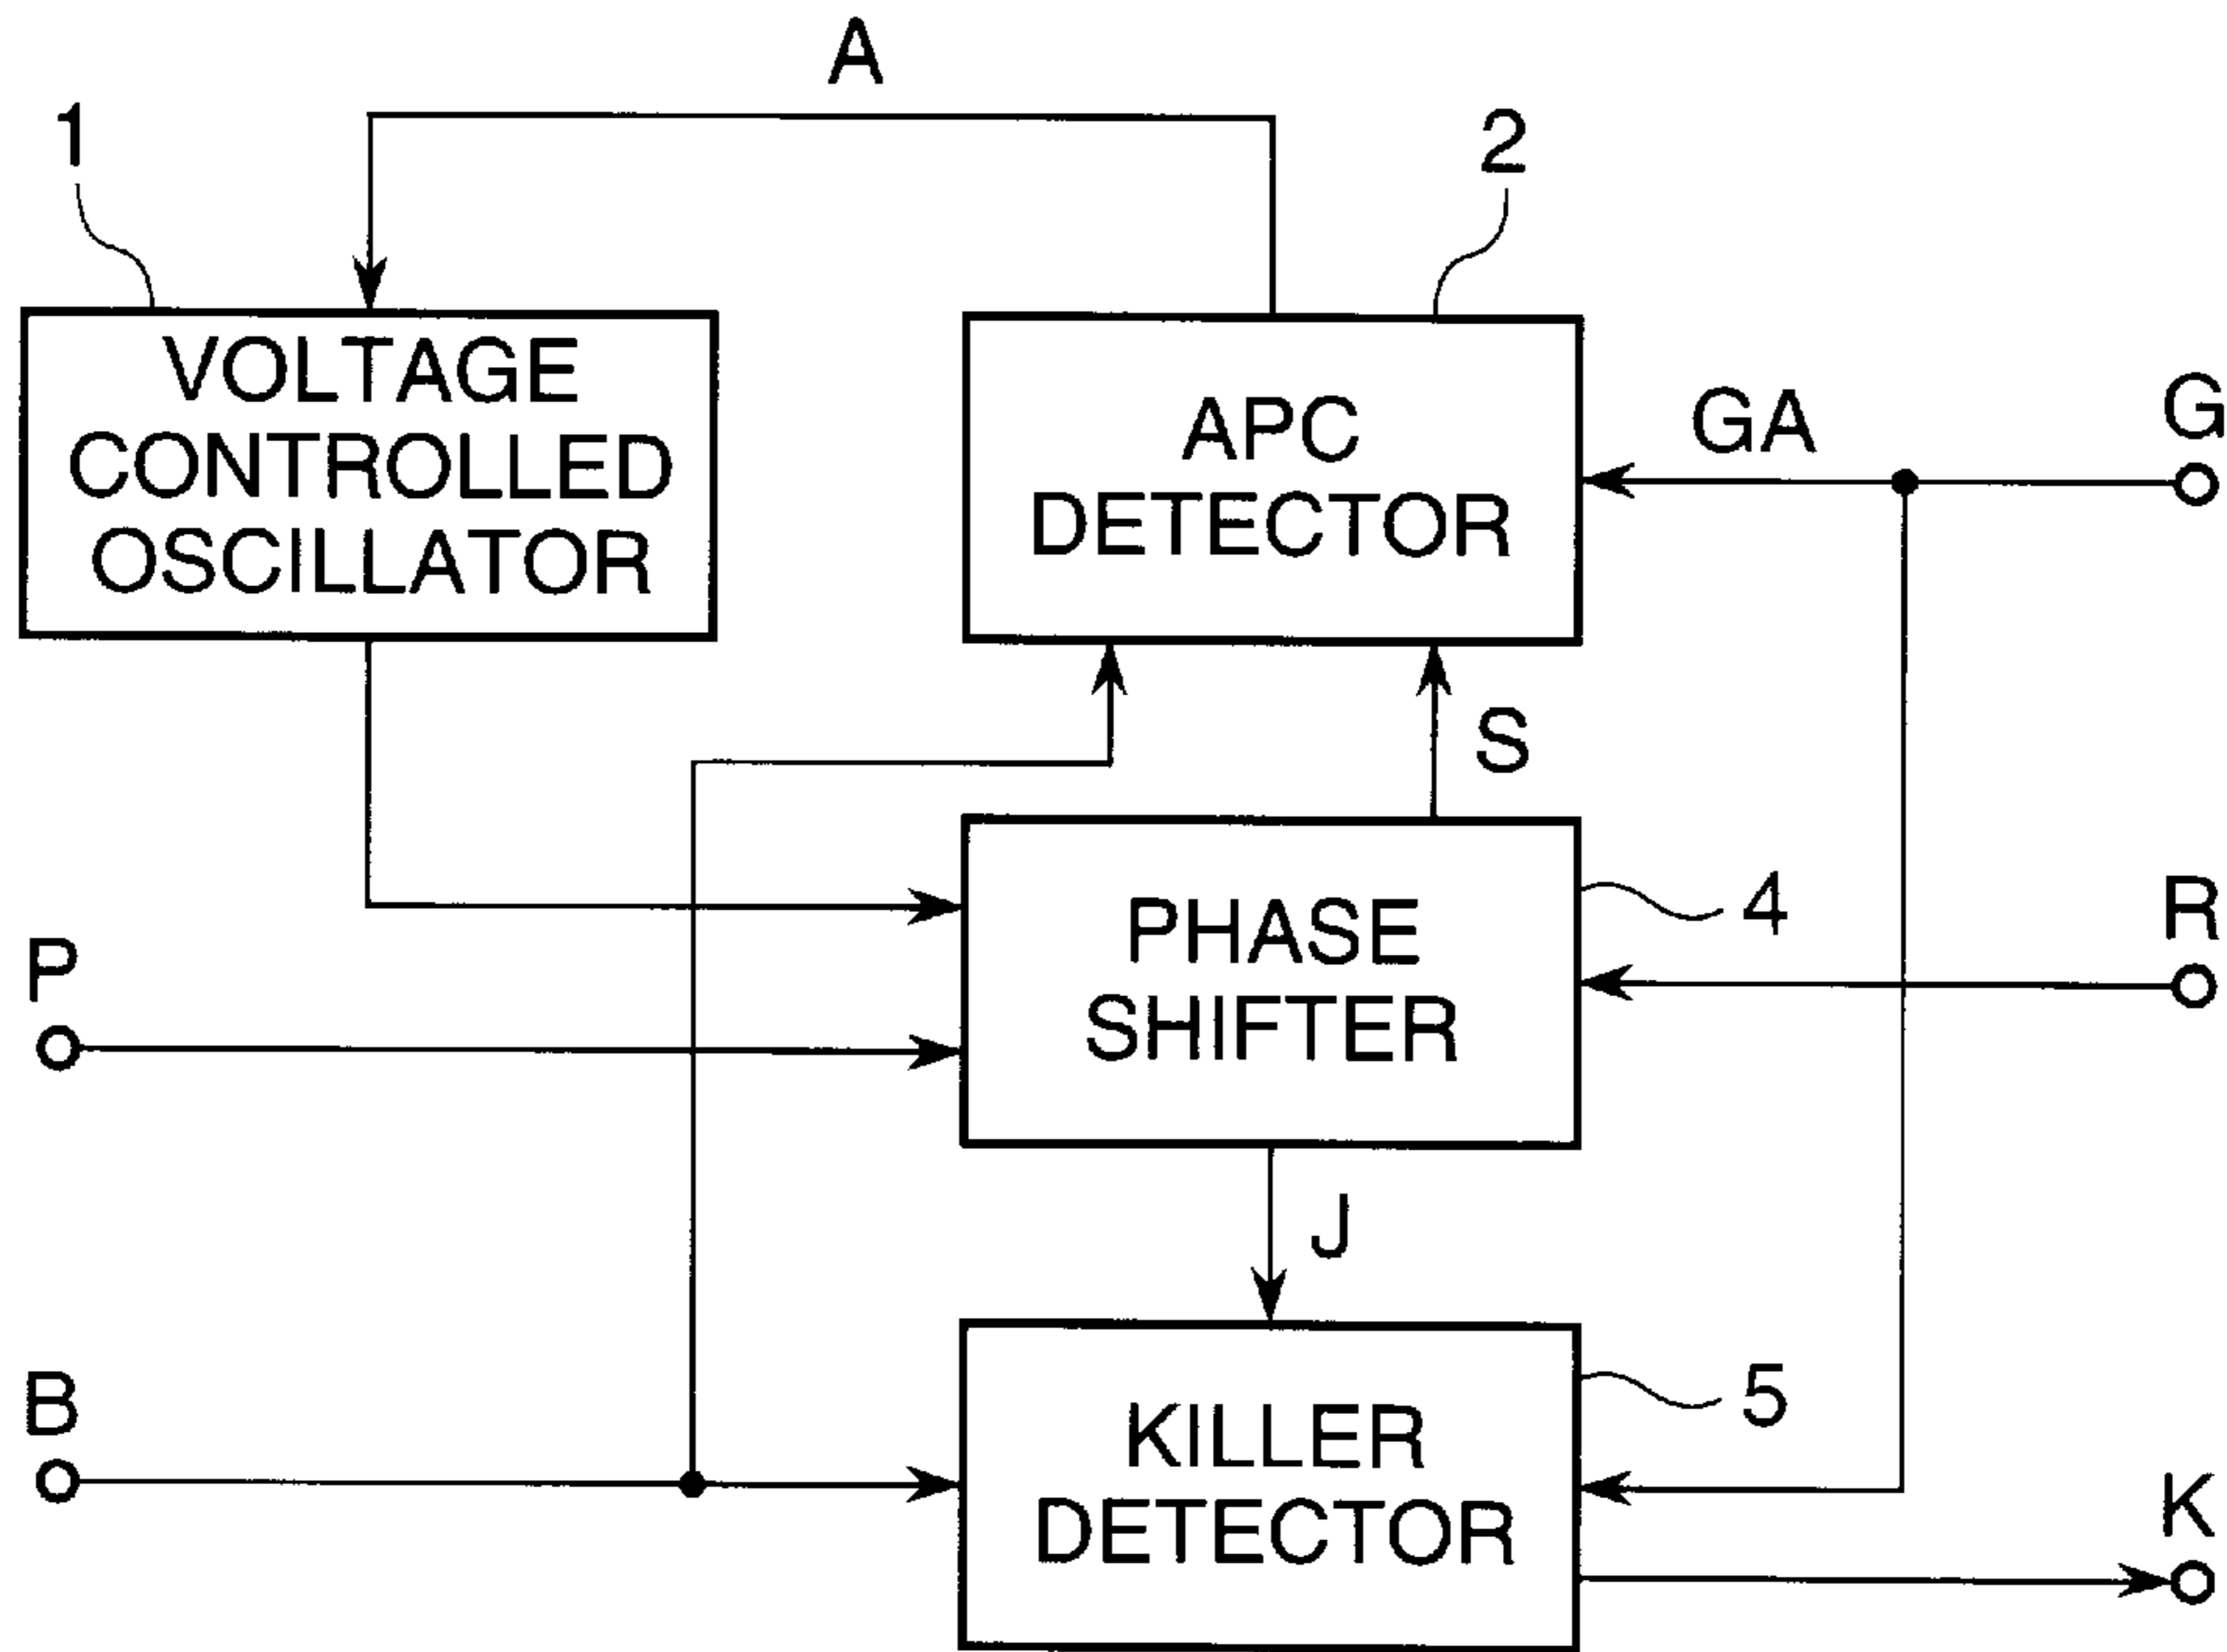 A
1
2
VOLTAGE
CONTROLLED
OSCILLATOR
APC
DETECTOR
GA
G
S
P
PHASE
SHIFTER
4
R
J
B
KILLER
DETECTOR
5
K